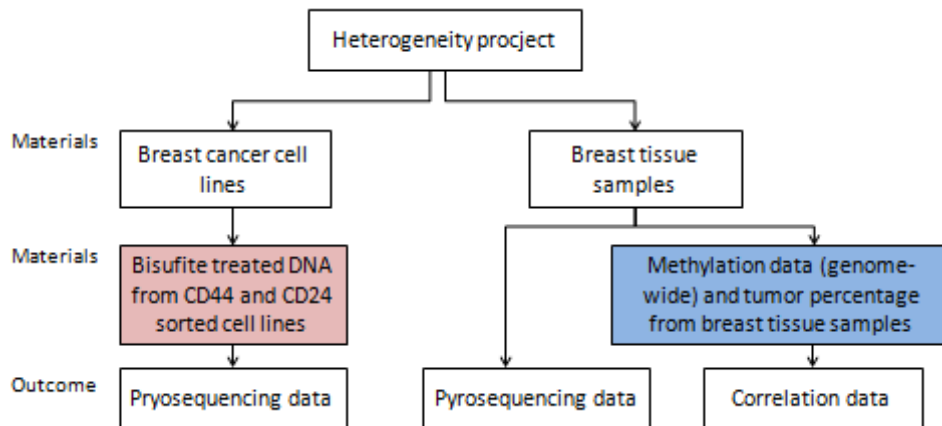 Heterogeneity procject
Materials
Breast cancer cell
lines
Breast tissue
samples
Materials
Bisufite treated DNA
from CD44 and CD24
sorted cell lines
Methylation data (genome-
wide) and tumor percentage
from breast tissue samples
Outcome
Pryosequencing data
Pyrosequencing data
Correlation data